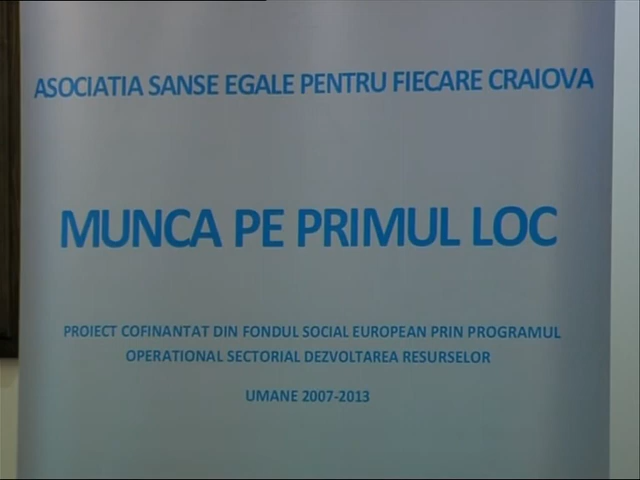 ASOCIATIA SANSE EGALE PENTRU FIECARE CRAIOVA
MUNCA PE PRIMUL LOC
PROIECT COFINANTAT DIN FONDUL SOCIAL EUROPEAN PRIN PROGRAMUL
OPERATIONAL SECTORIAL DEZVOLTAREA RESURSELOR
UMANE 2007-2013